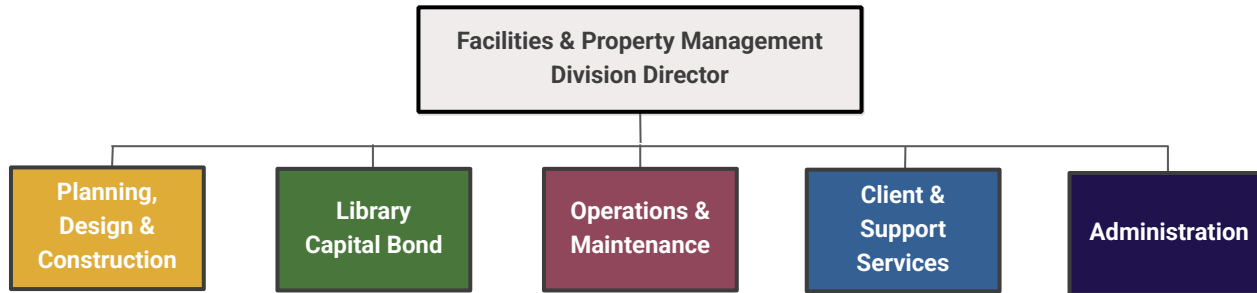 Facilities & Property Management
Division Director
Planning,
Design &
Construction
Library
Capital Bond
Operations &
Maintenance
Client &
Support
Services
Administration